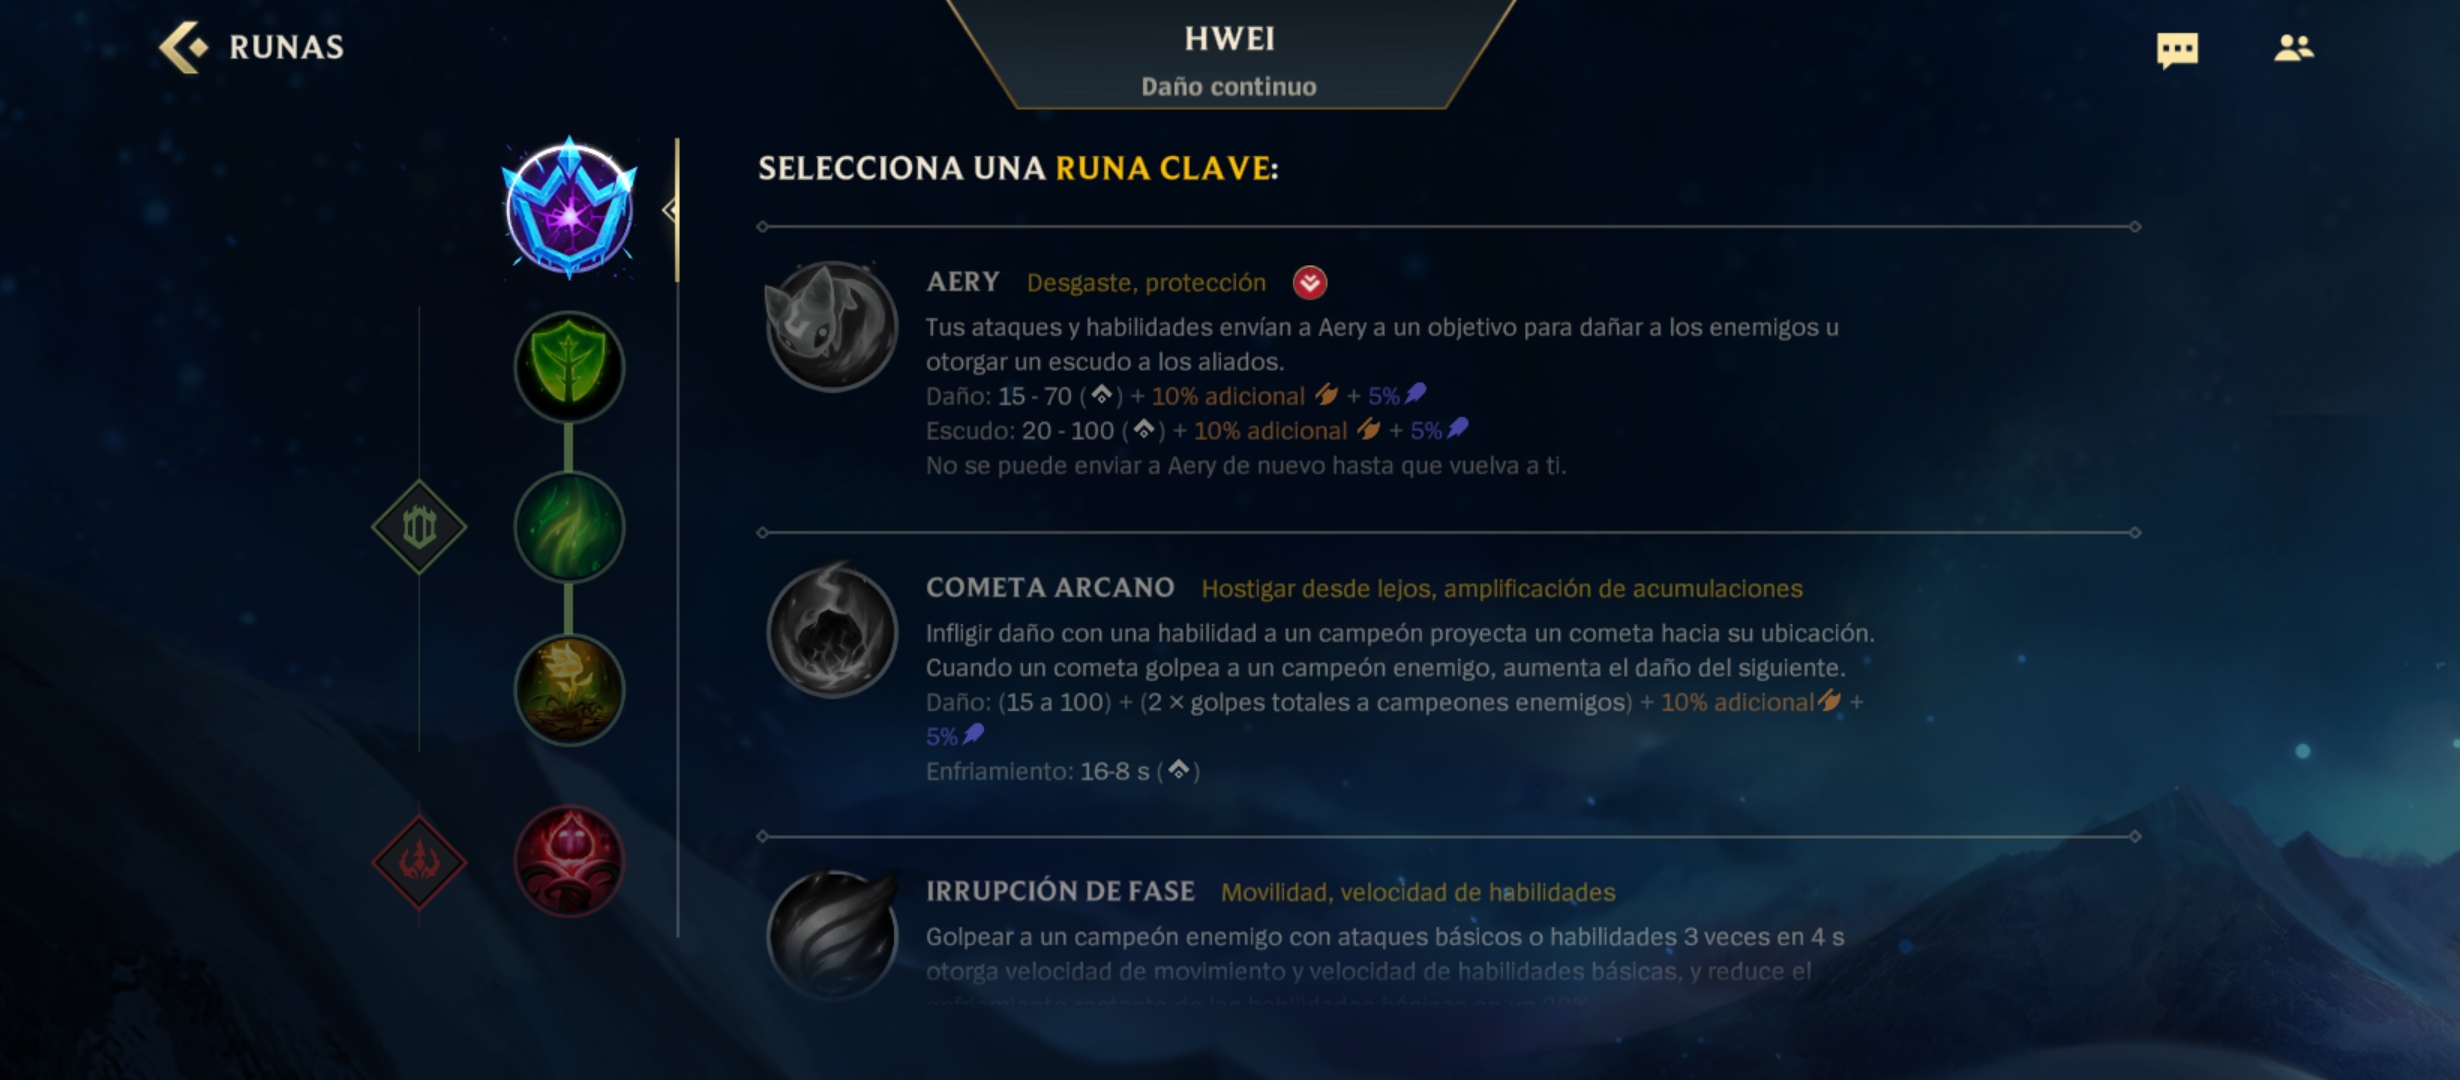 RUNAS
HWEI
Daño continuo
SELECCIONA UNA RUNA CLAVE:
AERY Desgaste, protección
Tus ataques y habilidades envían a Aery a un objetivo para dañar a los enemigos u
otorgar un escudo a los aliados.
Daño: 15 - 70 ( ) + 10% adicional + 5%
Escudo: 20 - 100 ( ) + 10% adicional + 5%
No se puede enviar a Aery de nuevo hasta que vuelva a ti.
COMETA ARCANO Hostigar desde lejos, amplificación de acumulaciones
Infligir daño con una habilidad a un campeón proyecta un cometa hacia su ubicación.
Cuando un cometa golpea a un campeón enemigo, aumenta el daño del siguiente.
Daño: (15 a 100) + (2 × golpes totales a campeones enemigos) + 10% adicional +
5%
Enfriamiento: 16-8 s ( )
IRRUPCIÓN DE FASE Movilidad, velocidad de habilidades
Golpear a un campeón enemigo con ataques básicos o habilidades 3 veces en 4 s
otorga velocidad de movimiento y velocidad de habilidades básicas, y reduce el